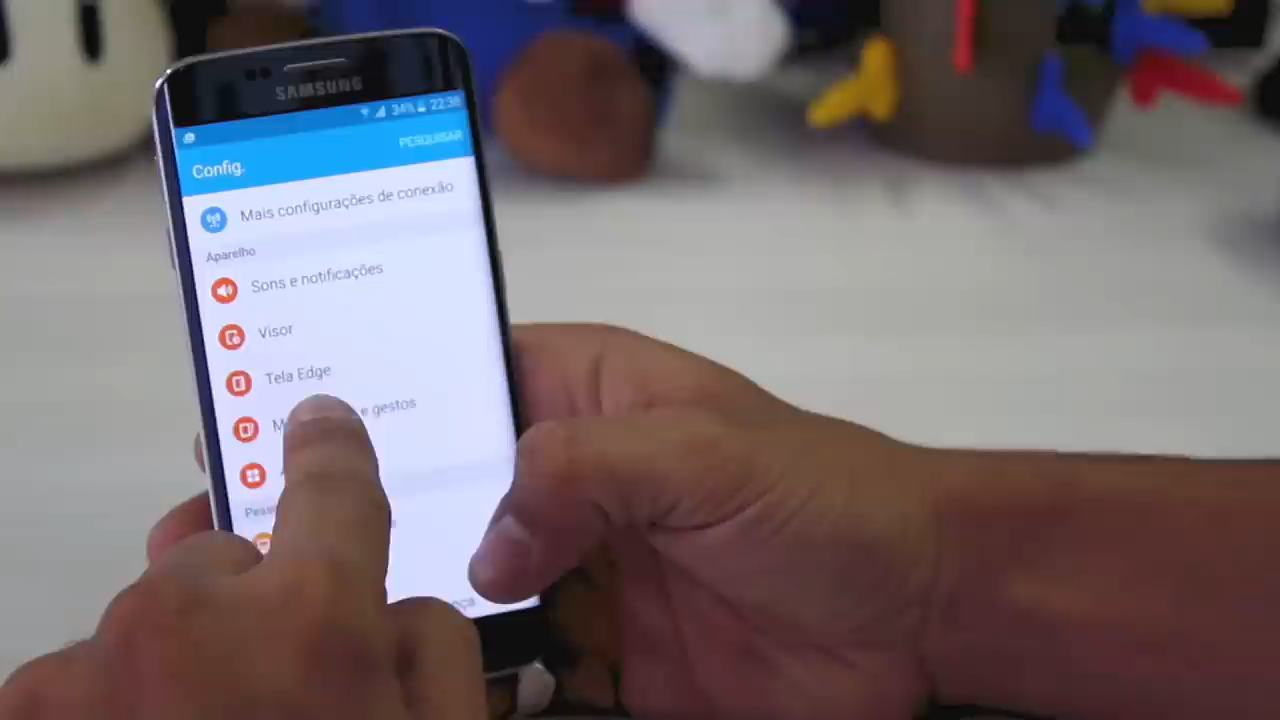 SAMSUNG
34% 22:38
Config. PESQUISAR
Mais configurações de conexão
Aparelho
Sons e notificações
Visor
Tela Edge
e gestos